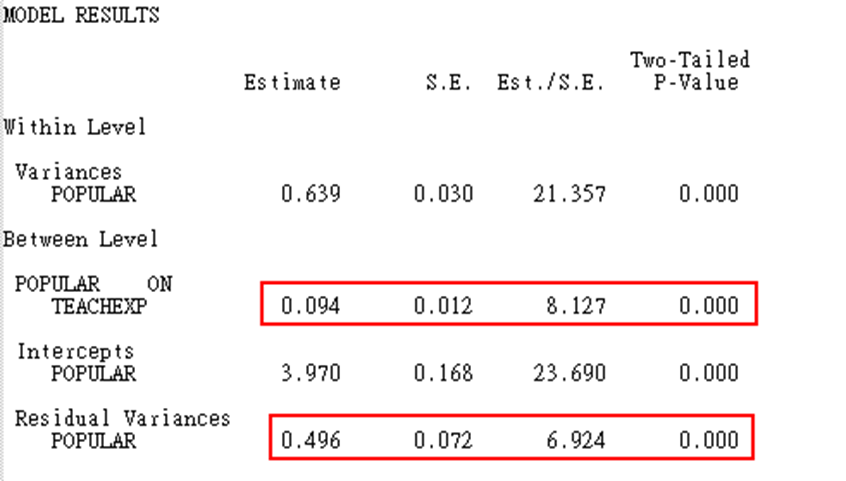 MODEL RESULTS
Two-Tailed
Estimate S.E. Est./S.E. P-Value
Within Level
Variances
POPULAR 0.639 0.030 21.357 0.000
Between Level
POPULAR ON
TEACHEXP 0.094 0.012 8.127 0.000
Intercepts
POPULAR 3.970 0.168 23.690 0.000
Residual Variances
POPULAR 0.496 0.072 6.924 0.000